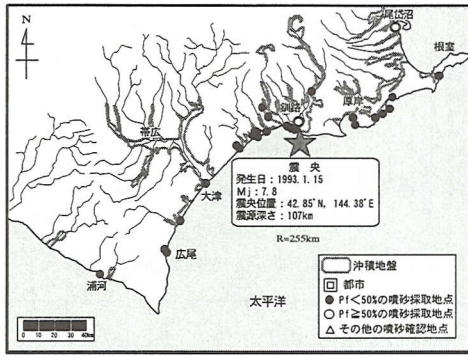 N
尾岱沼
根室
釧路
厚岸
帯広
大津
震 央
発生日：1993.1.15
Mj：7.8
震央位置：42.85˚N, 144.38˚E
震源深さ：107km
R=255km
広尾
浦河
太平洋
沖積地盤
都市
Pf＜50%の噴砂採取地点
Pf≧50%の噴砂採取地点
その他の噴砂確認地点
0 10 20 30 40km